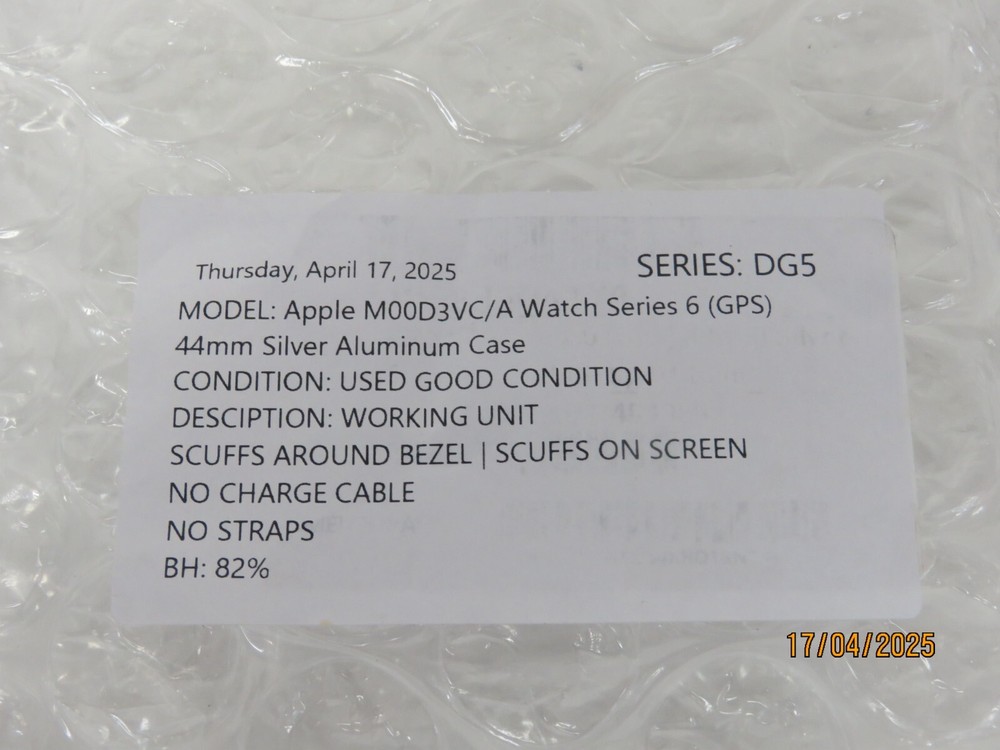 Thursday, April 17, 2025 SERIES: DG5
MODEL: Apple M00D3VC/A Watch Series 6 (GPS)
44mm Silver Aluminum Case
CONDITION: USED GOOD CONDITION
DESCIPTION: WORKING UNIT
SCUFFS AROUND BEZEL | SCUFFS ON SCREEN
NO CHARGE CABLE
NO STRAPS
BH: 82%
17/04/2025